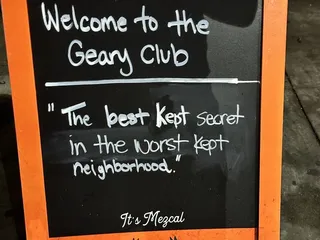 Welcome to the
Geary Club
"The best kept secret
in the worst kept
neighborhood."
It's Mezcal